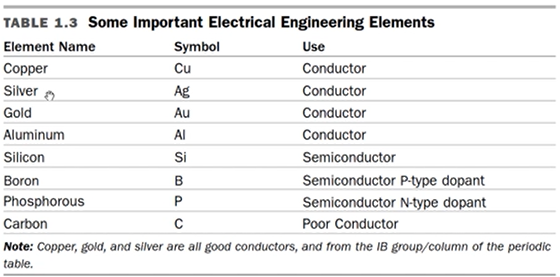 TABLE 1.3 Some Important Electrical Engineering Elements
Element Name Symbol Use
Copper Cu Conductor
Silver Ag Conductor
Gold Au Conductor
Aluminum Al Conductor
Silicon Si Semiconductor
Boron B Semiconductor P-type dopant
Phosphorous P Semiconductor N-type dopant
Carbon C Poor Conductor
Note: Copper, gold, and silver are all good conductors, and from the IB group/column of the periodic
table.